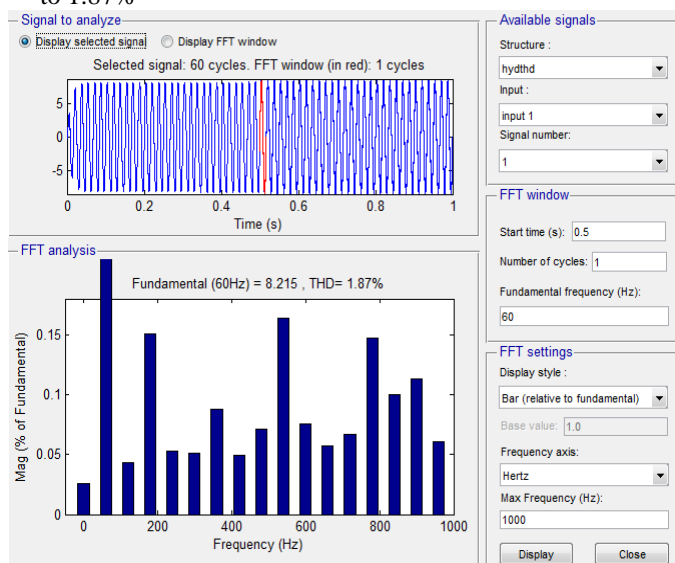 to 1.87%
Signal to analyze
Display selected signal Display FFT window
Selected signal: 60 cycles. FFT window (in red): 1 cycles
5
0
-5
0 0.2 0.4 0.6 0.8 1
Time (s)
FFT analysis
Fundamental (60Hz) = 8.215 , THD= 1.87%
0.15
0.1
0.05
0
Mag (% of Fundamental)
0 200 400 600 800 1000
Frequency (Hz)
Available signals
Structure :
hydthd
Input :
input 1
Signal number:
1
FFT window
Start time (s): 0.5
Number of cycles: 1
Fundamental frequency (Hz):
60
FFT settings
Display style :
Bar (relative to fundamental)
Base value: 1.0
Frequency axis:
Hertz
Max Frequency (Hz):
1000
Display Close